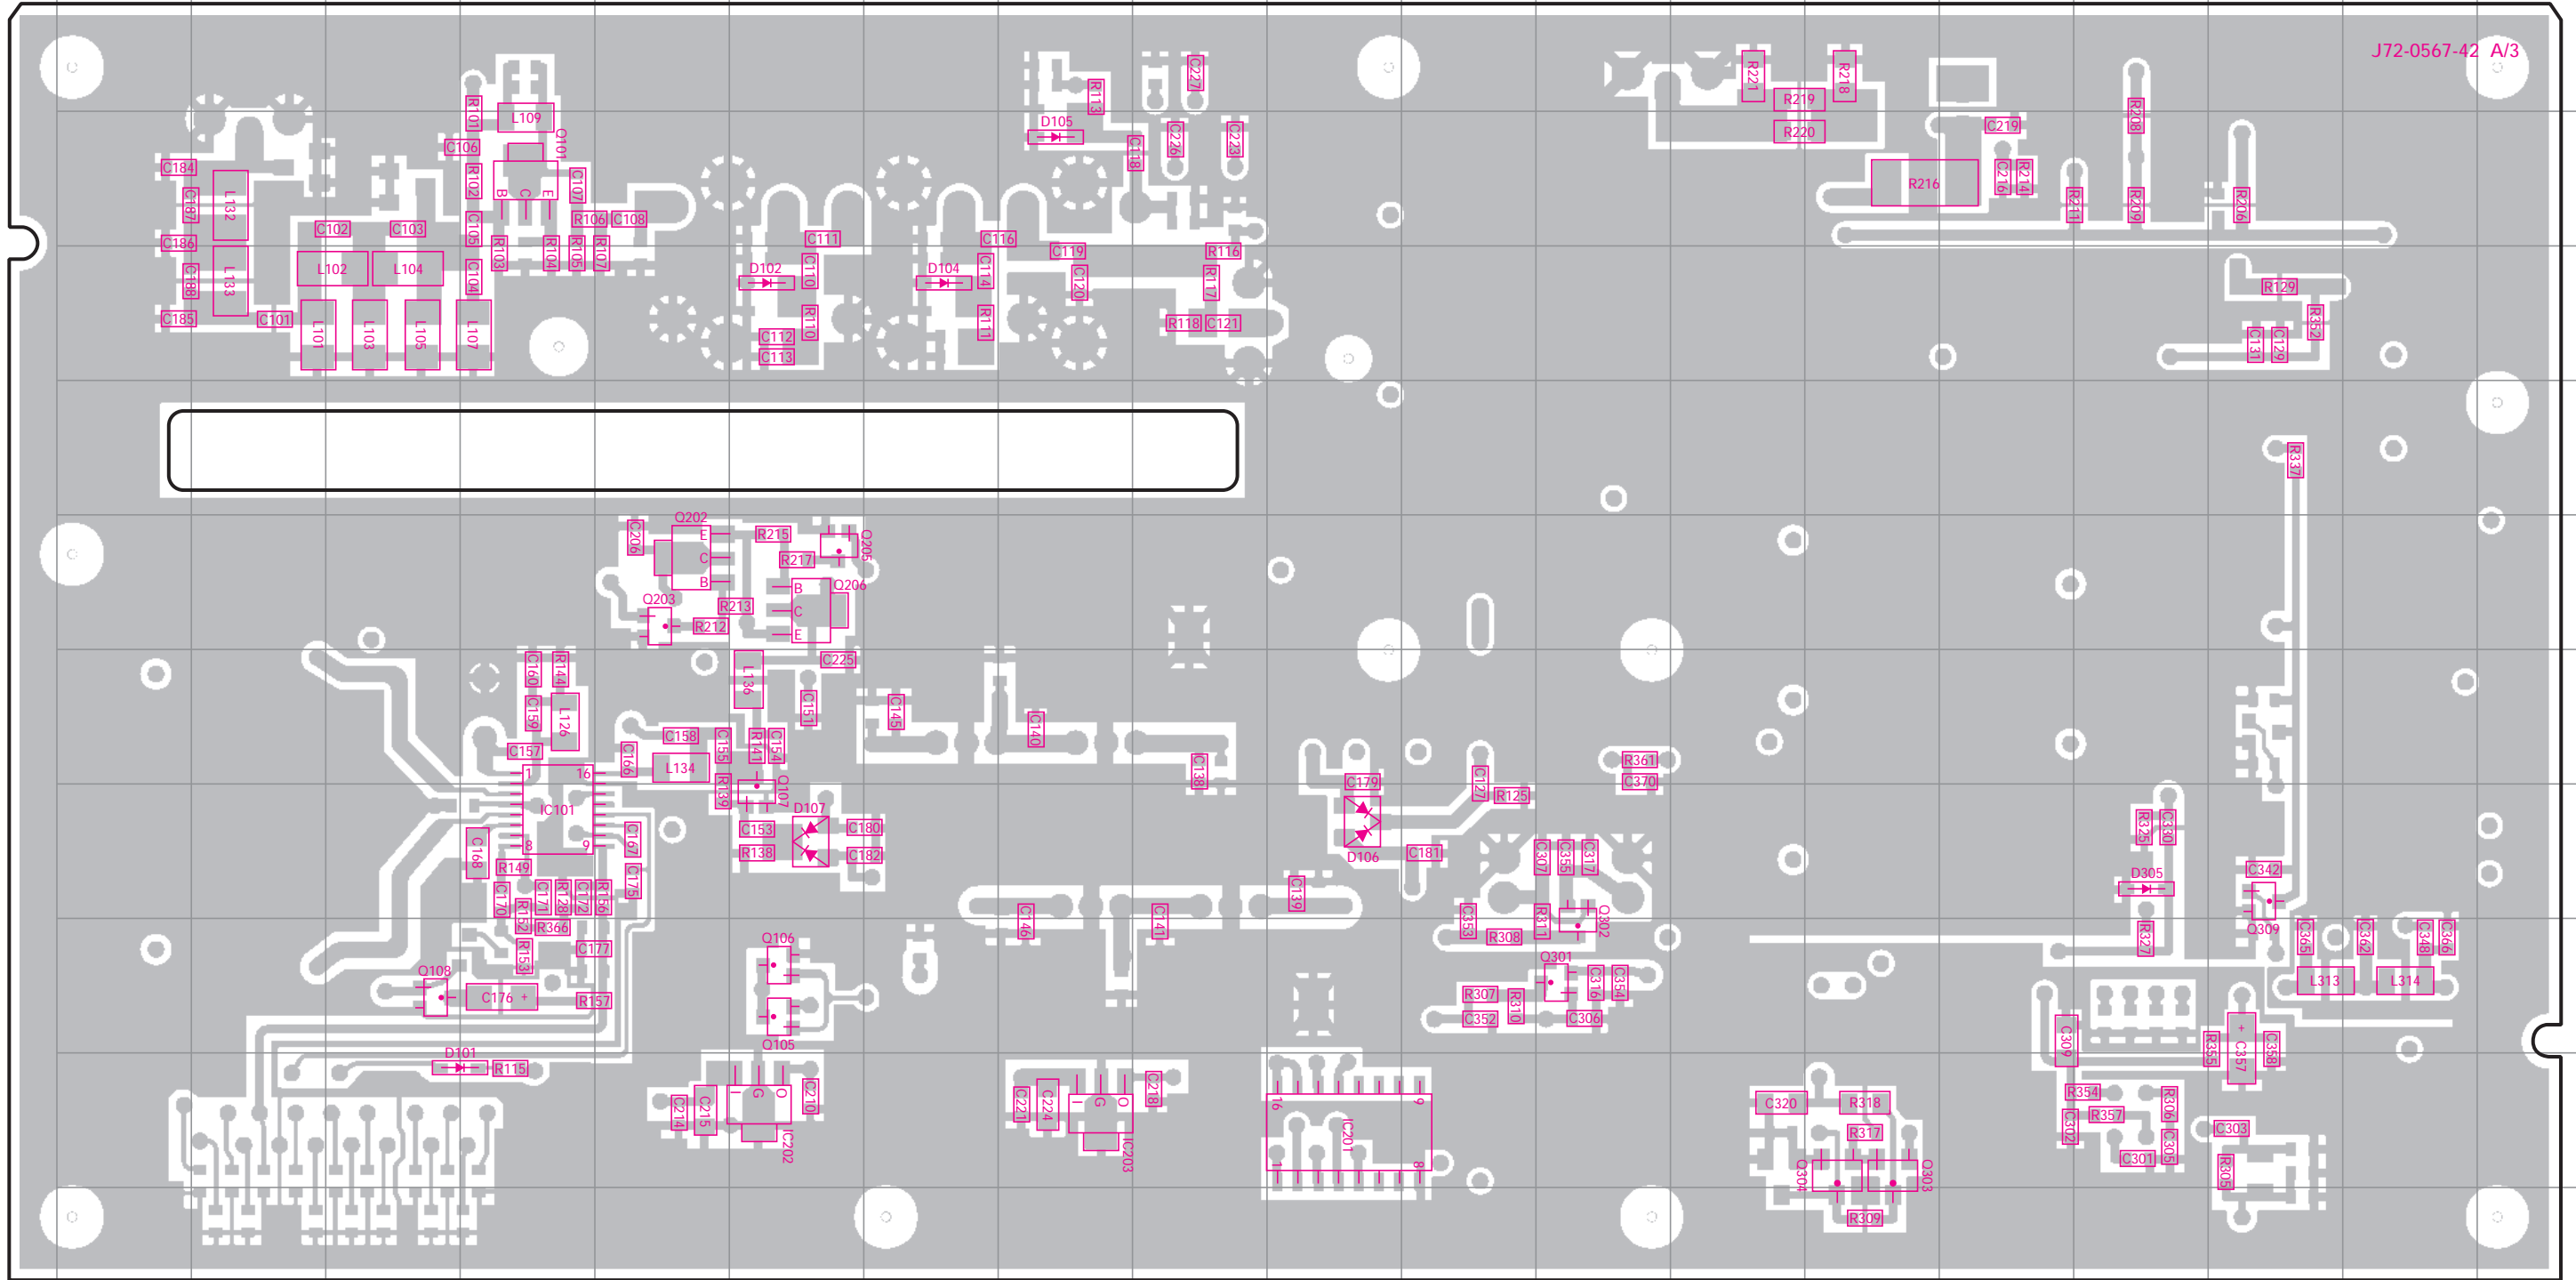 J72-0567-42 A/3
C227
R113
R221
R219
R218
R220
R101
L109
Q101
D105
C226
C223
C118
C219
R208
C106
C184
L132
R102
B C E
C107
R216
C216
R214
C187
R211
R209
R206
R106
C108
C102
C103
C105
C186
R103
R104
R105
R107
C111
C116
C119
R116
L102
L104
C104
L133
C188
D102
C110
D104
C114
C120
R117
R129
C185
C101
L101
L103
L105
L107
R110
C112
C113
R111
R118
C121
R352
C131
C129
R337
Q202
C206
E
C
B
R215
R217
Q205
Q206
B
C
E
Q203
R213
R212
C160
R144
L136
C225
C159
L126
C151
C145
C140
C157
C158
C155
R141
C154
C166
L134
C138
R361
C370
1 16
IC101
8 9
R139
Q107
D107
C179
C127
R125
C153
R138
C180
C182
D106
C181
C168
C167
R149
C307
C355
C317
R325
C330
D305
C342
Q309
C170
R152
C171
R128
C172
R156
C175
R366
R153
C177
C139
C146
C141
C353
R308
R311
Q302
R327
C365
C362
C348
C366
Q106
Q301
Q108
C176 +
R157
R307
R310
C316
C354
C352
C306
L313
L314
Q105
D101
R115
C309
R355
+
C357
C358
C214
C215
I G O
C210
IC202
C221
C224
I G O
C218
IC203
16 9
IC201
1 8
C320
R318
R317
Q304
Q303
R309
R354
R357
R306
C302
C301
C305
C303
R305